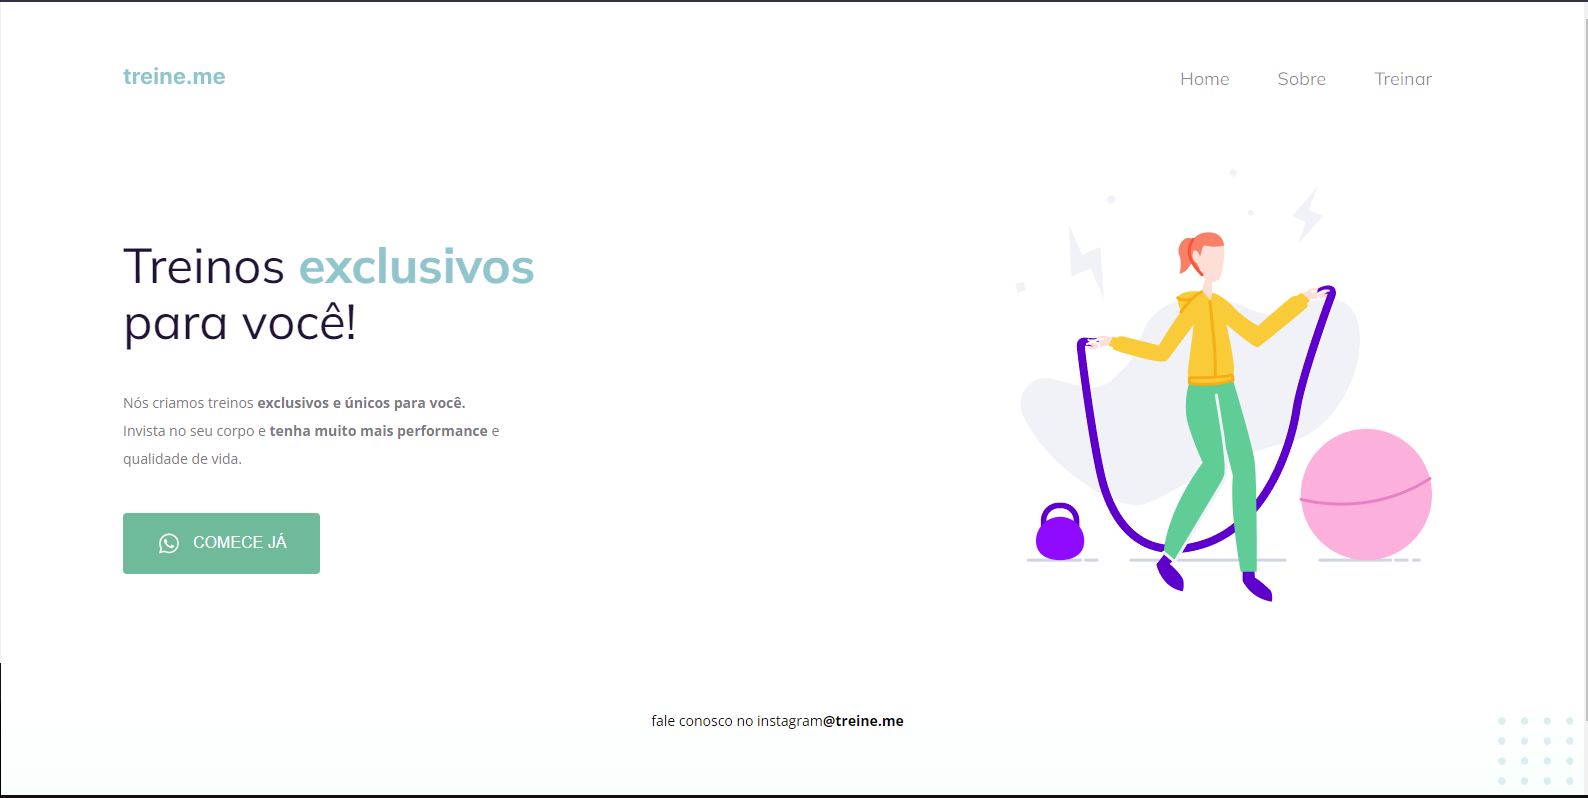 treine.me
Home Sobre Treinar
Treinos exclusivos
para você!
Nós criamos treinos exclusivos e únicos para você.
Invista no seu corpo e tenha muito mais performance e
qualidade de vida.
COMECE JÁ
fale conosco no instagram@treine.me